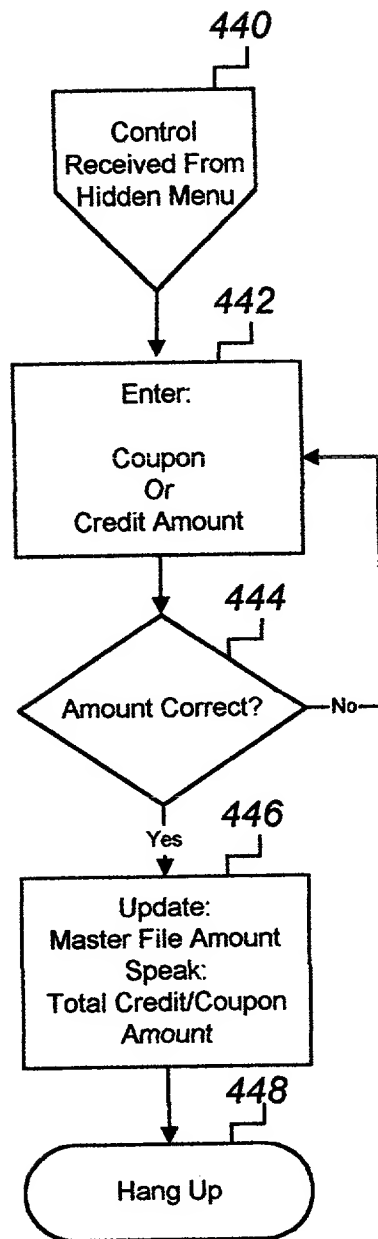 440
Control
Received From
Hidden Menu
442
Enter:
Coupon
Or
Credit Amount
444
Amount Correct?
No
Yes
446
Update:
Master File Amount
Speak:
Total Credit/Coupon
Amount
448
Hang Up